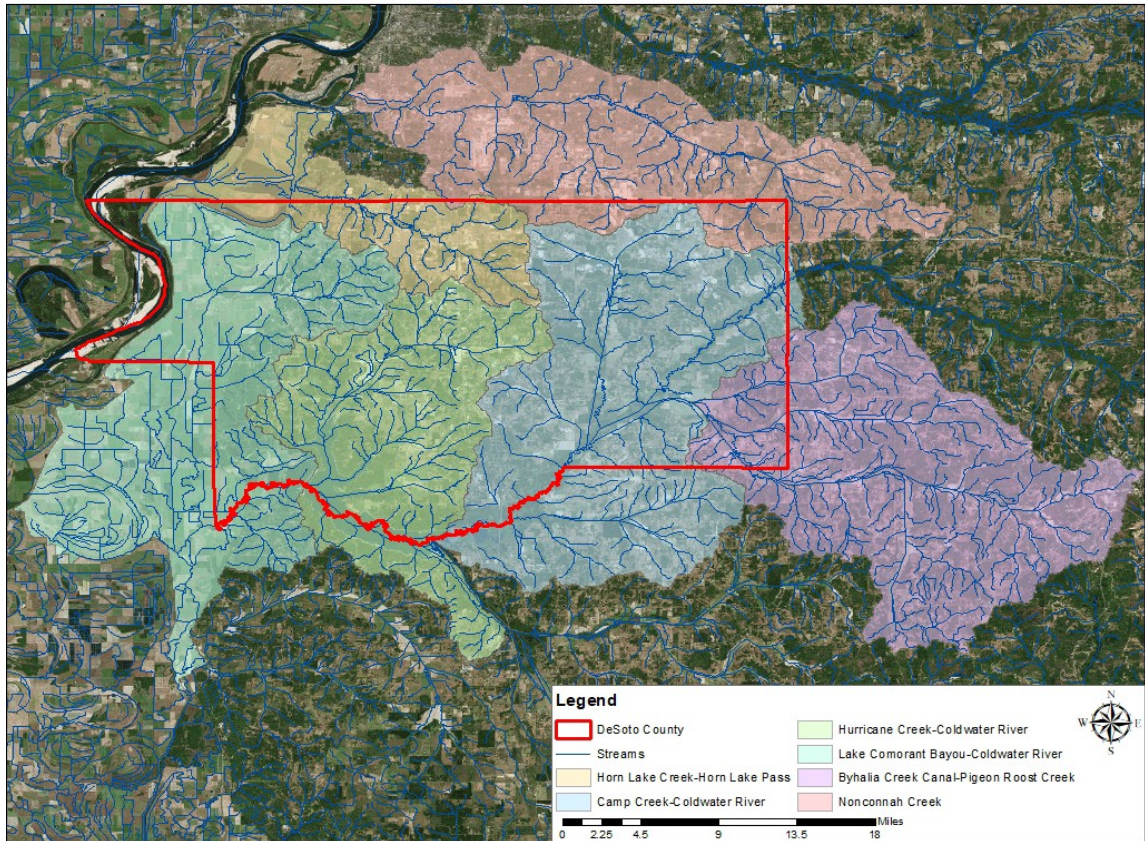 Legend
DeSoto County
Streams
Horn Lake Creek-Horn Lake Pass
Camp Creek-Coldwater River
Hurricane Creek-Coldwater River
Lake Comorant Bayou-Coldwater River
Byhalia Creek Canal-Pigeon Roost Creek
Nonconnah Creek
N
W E
S
Miles
0 2.25 4.5 9 13.5 18